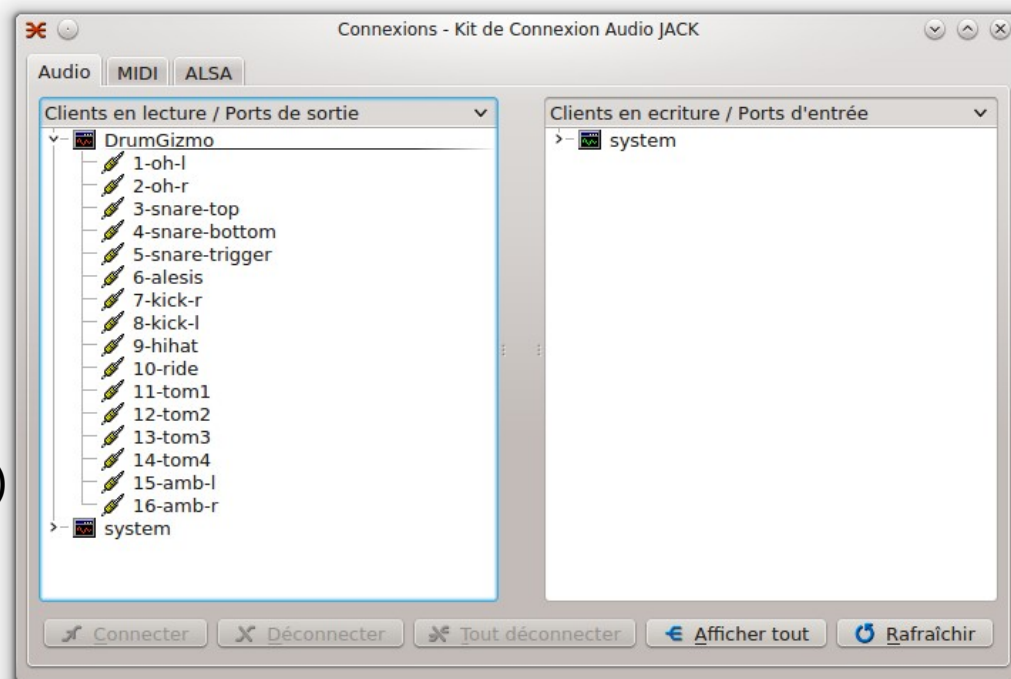 Connexions - Kit de Connexion Audio JACK
Audio MIDI ALSA
Clients en lecture / Ports de sortie
DrumGizmo
1-oh-l
2-oh-r
3-snare-top
4-snare-bottom
5-snare-trigger
6-alesis
7-kick-r
8-kick-l
9-hihat
10-ride
11-tom1
12-tom2
13-tom3
14-tom4
15-amb-l
16-amb-r
system
Clients en ecriture / Ports d'entrée
system
)
Connecter Déconnecter Tout déconnecter Afficher tout Rafraîchir